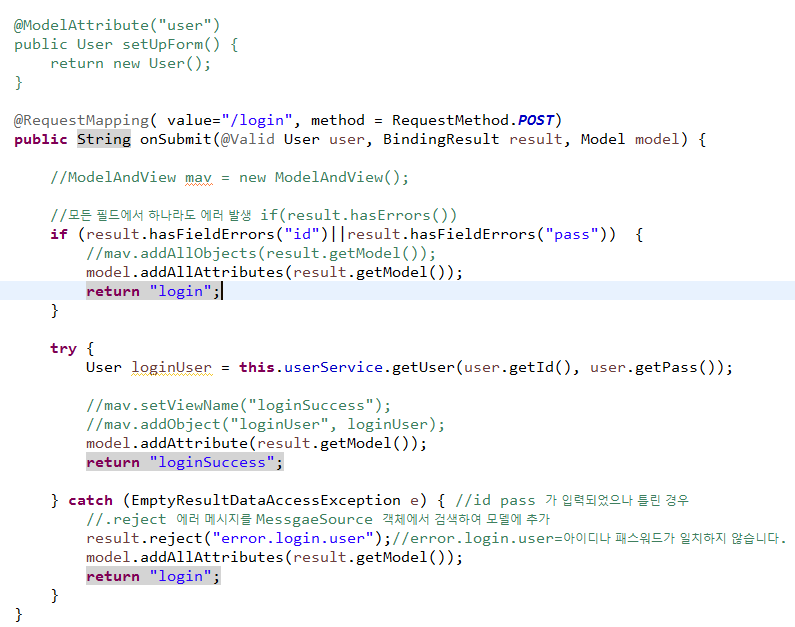 @ModelAttribute("user")
public User setUpForm() {
    return new User();
}

@RequestMapping( value="/login", method = RequestMethod.POST)
public String onSubmit(@Valid User user, BindingResult result, Model model) {

    //ModelAndView mav = new ModelAndView();

    //모든 필드에서 하나라도 에러 발생 if(result.hasErrors())
    if (result.hasFieldErrors("id")||result.hasFieldErrors("pass"))  {
        //mav.addAllObjects(result.getModel());
        model.addAllAttributes(result.getModel());
        return "login";
    }

    try {
        User loginUser = this.userService.getUser(user.getId(), user.getPass());

        //mav.setViewName("loginSuccess");
        //mav.addObject("loginUser", loginUser);
        model.addAttribute(result.getModel());
        return "loginSuccess";

    } catch (EmptyResultDataAccessException e) { //id pass 가 입력되었으나 틀린 경우
        //.reject 에러 메시지를 MessgaeSource 객체에서 검색하여 모델에 추가
        result.reject("error.login.user");//error.login.user=아이디나 패스워드가 일치하지 않습니다.
        model.addAllAttributes(result.getModel());
        return "login";
    }
}